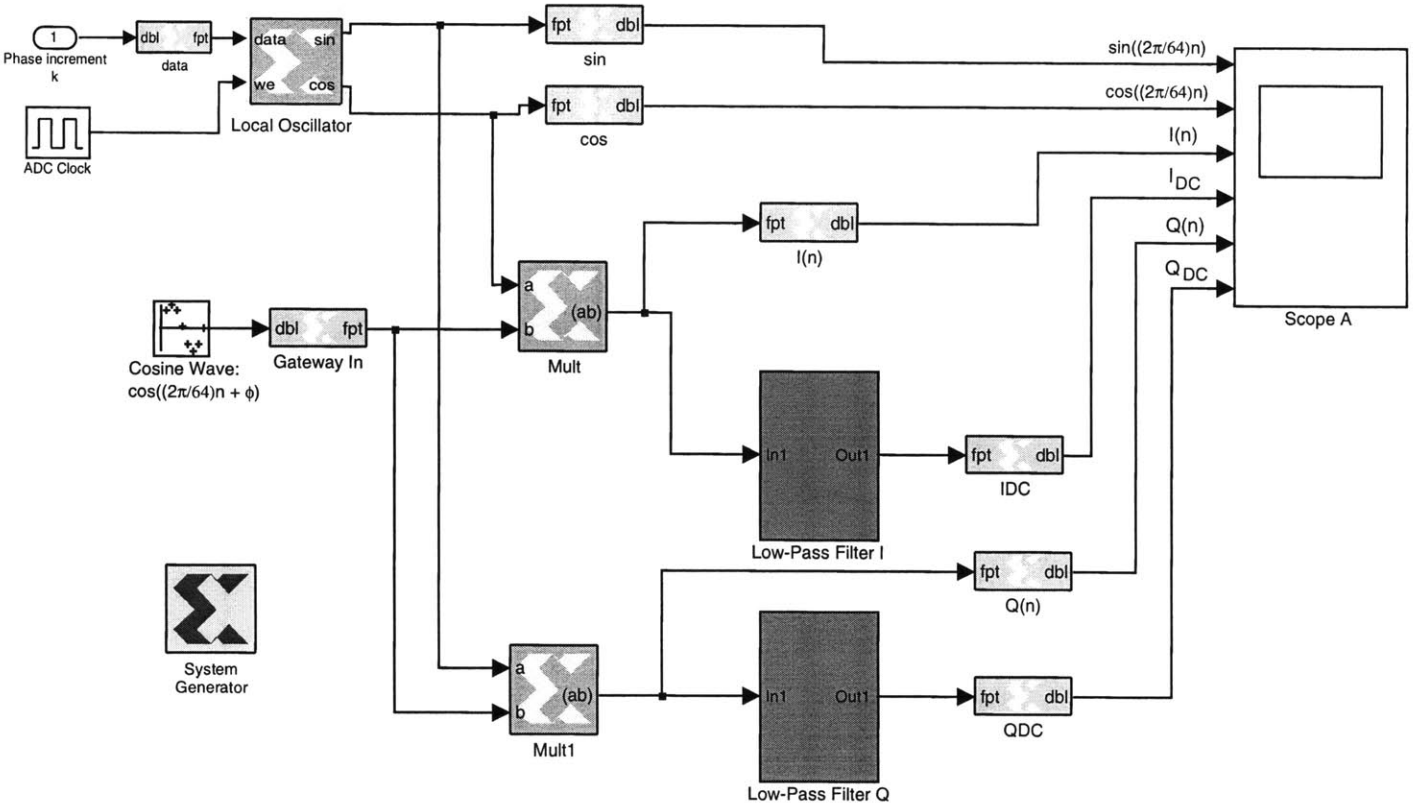 1
Phase increment
k
dbl fpt
data
data sin
we cos
Local Oscillator
ADC Clock
fpt dbl
sin
fpt dbl
cos
sin((2π/64)n)
cos((2π/64)n)
I(n)
I DC
Q(n)
Q DC
Scope A
fpt dbl
I(n)
a
b
(ab)
Mult
Cosine Wave:
cos((2π/64)n + ϕ)
dbl fpt
Gateway In
In1 Out1
Low-Pass Filter I
fpt dbl
IDC
fpt dbl
Q(n)
System
Generator
a
b
(ab)
Mult1
In1 Out1
Low-Pass Filter Q
fpt dbl
QDC